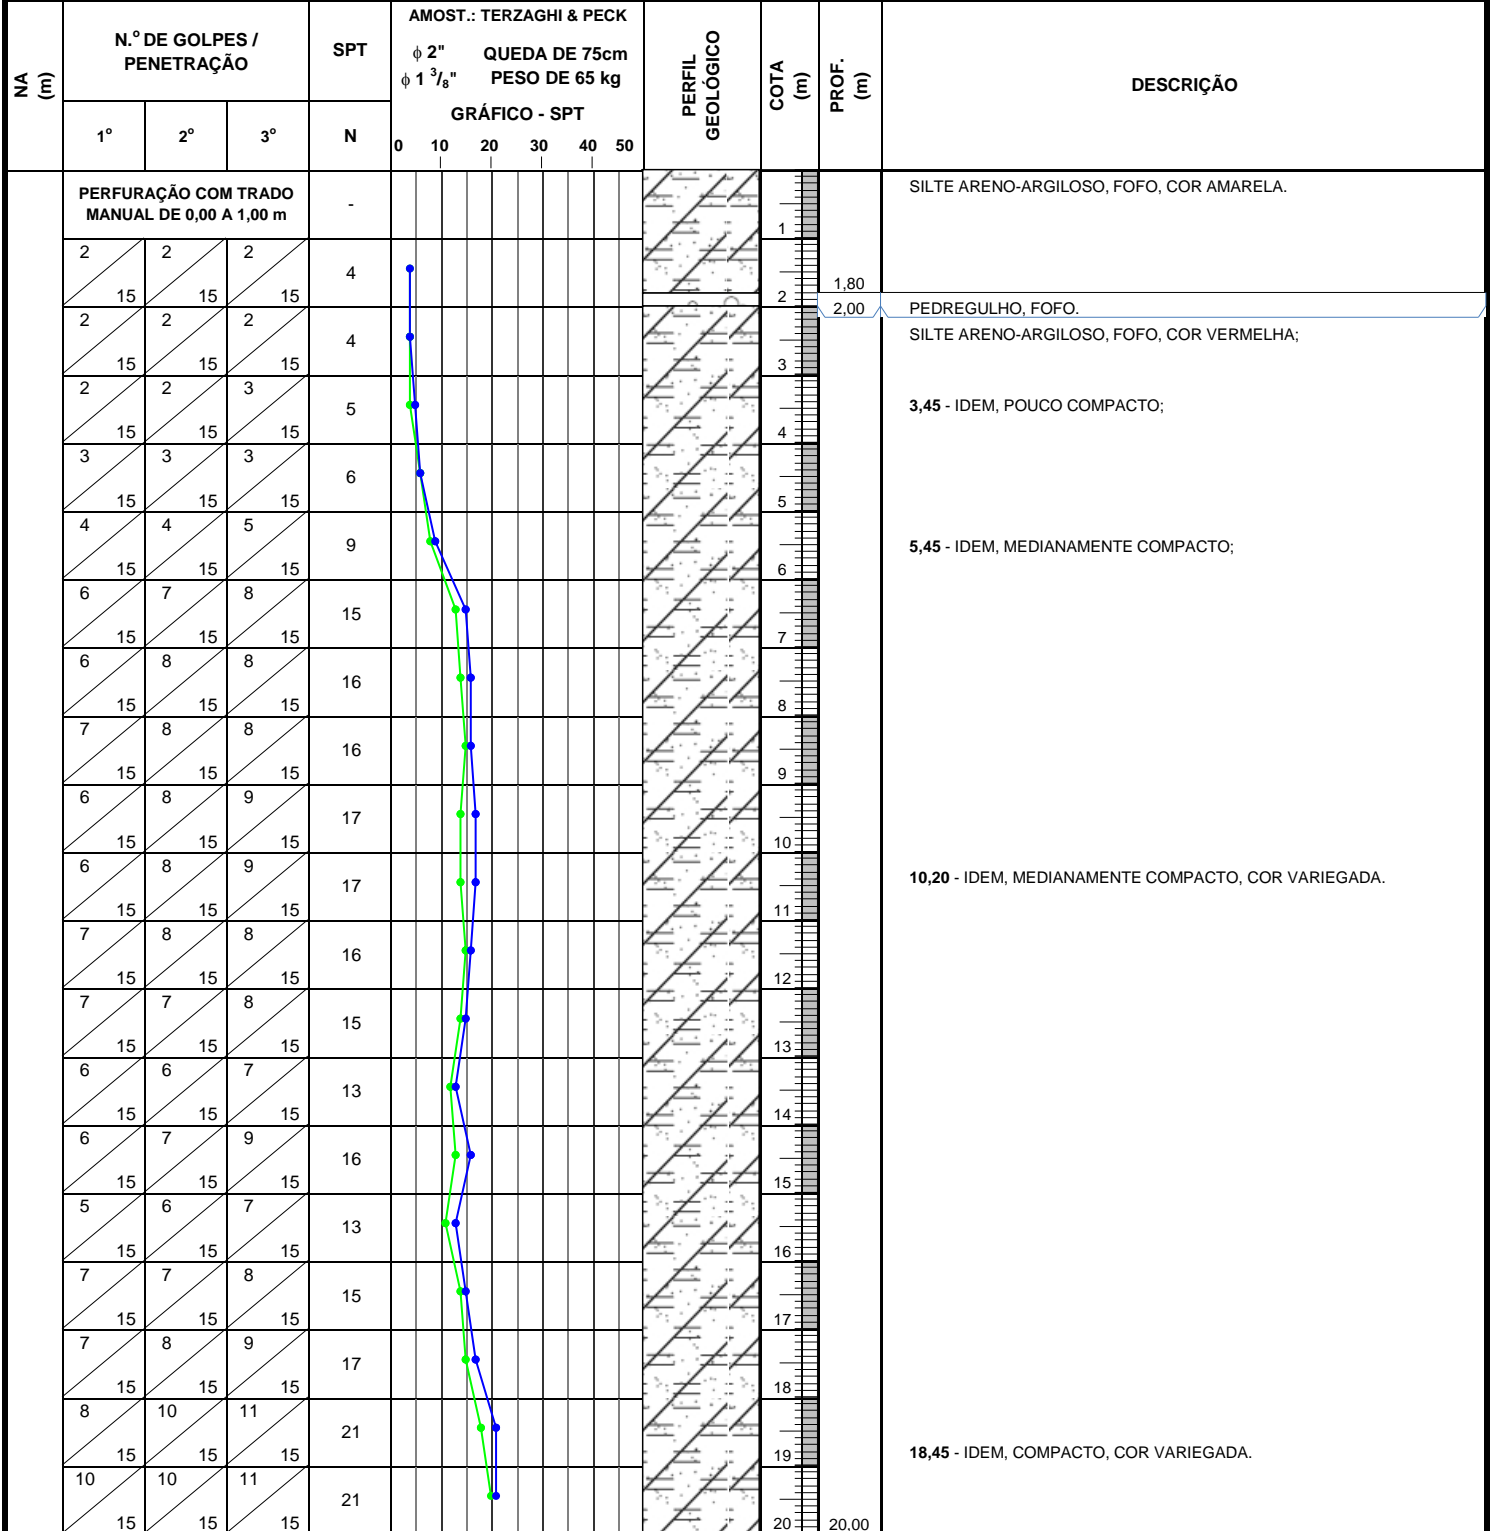 NA
(m)
N.º DE GOLPES /
PENETRAÇÃO
SPT
AMOST.: TERZAGHI & PECK
ϕ 2" QUEDA DE 75cm
ϕ 1 3/8" PESO DE 65 kg
GRÁFICO - SPT
PERFIL
GEOLÓGICO
COTA
(m)
PROF.
(m)
DESCRIÇÃO
1º 2º 3º N
0 10 20 30 40 50
PERFURAÇÃO COM TRADO
MANUAL DE 0,00 A 1,00 m
-
1
SILTE ARENO-ARGILOSO, FOFO, COR AMARELA.
2 2 2
4
15 15 15
2
1,80
2,00
PEDREGULHO, FOFO.
2 2 2
4
15 15 15
3
SILTE ARENO-ARGILOSO, FOFO, COR VERMELHA;
2 2 3
5
15 15 15
4
3,45 - IDEM, POUCO COMPACTO;
3 3 3
6
15 15 15
5
4 4 5
9
15 15 15
6
5,45 - IDEM, MEDIANAMENTE COMPACTO;
6 7 8
15
15 15 15
7
6 8 8
16
15 15 15
8
7 8 8
16
15 15 15
9
6 8 9
17
15 15 15
10
6 8 9
17
15 15 15
11
10,20 - IDEM, MEDIANAMENTE COMPACTO, COR VARIEGADA.
7 8 8
16
15 15 15
12
7 7 8
15
15 15 15
13
6 6 7
13
15 15 15
14
6 7 9
16
15 15 15
15
5 6 7
13
15 15 15
16
7 7 8
15
15 15 15
17
7 8 9
17
15 15 15
18
8 10 11
21
15 15 15
19
18,45 - IDEM, COMPACTO, COR VARIEGADA.
10 10 11
21
15 15 15
20
20,00